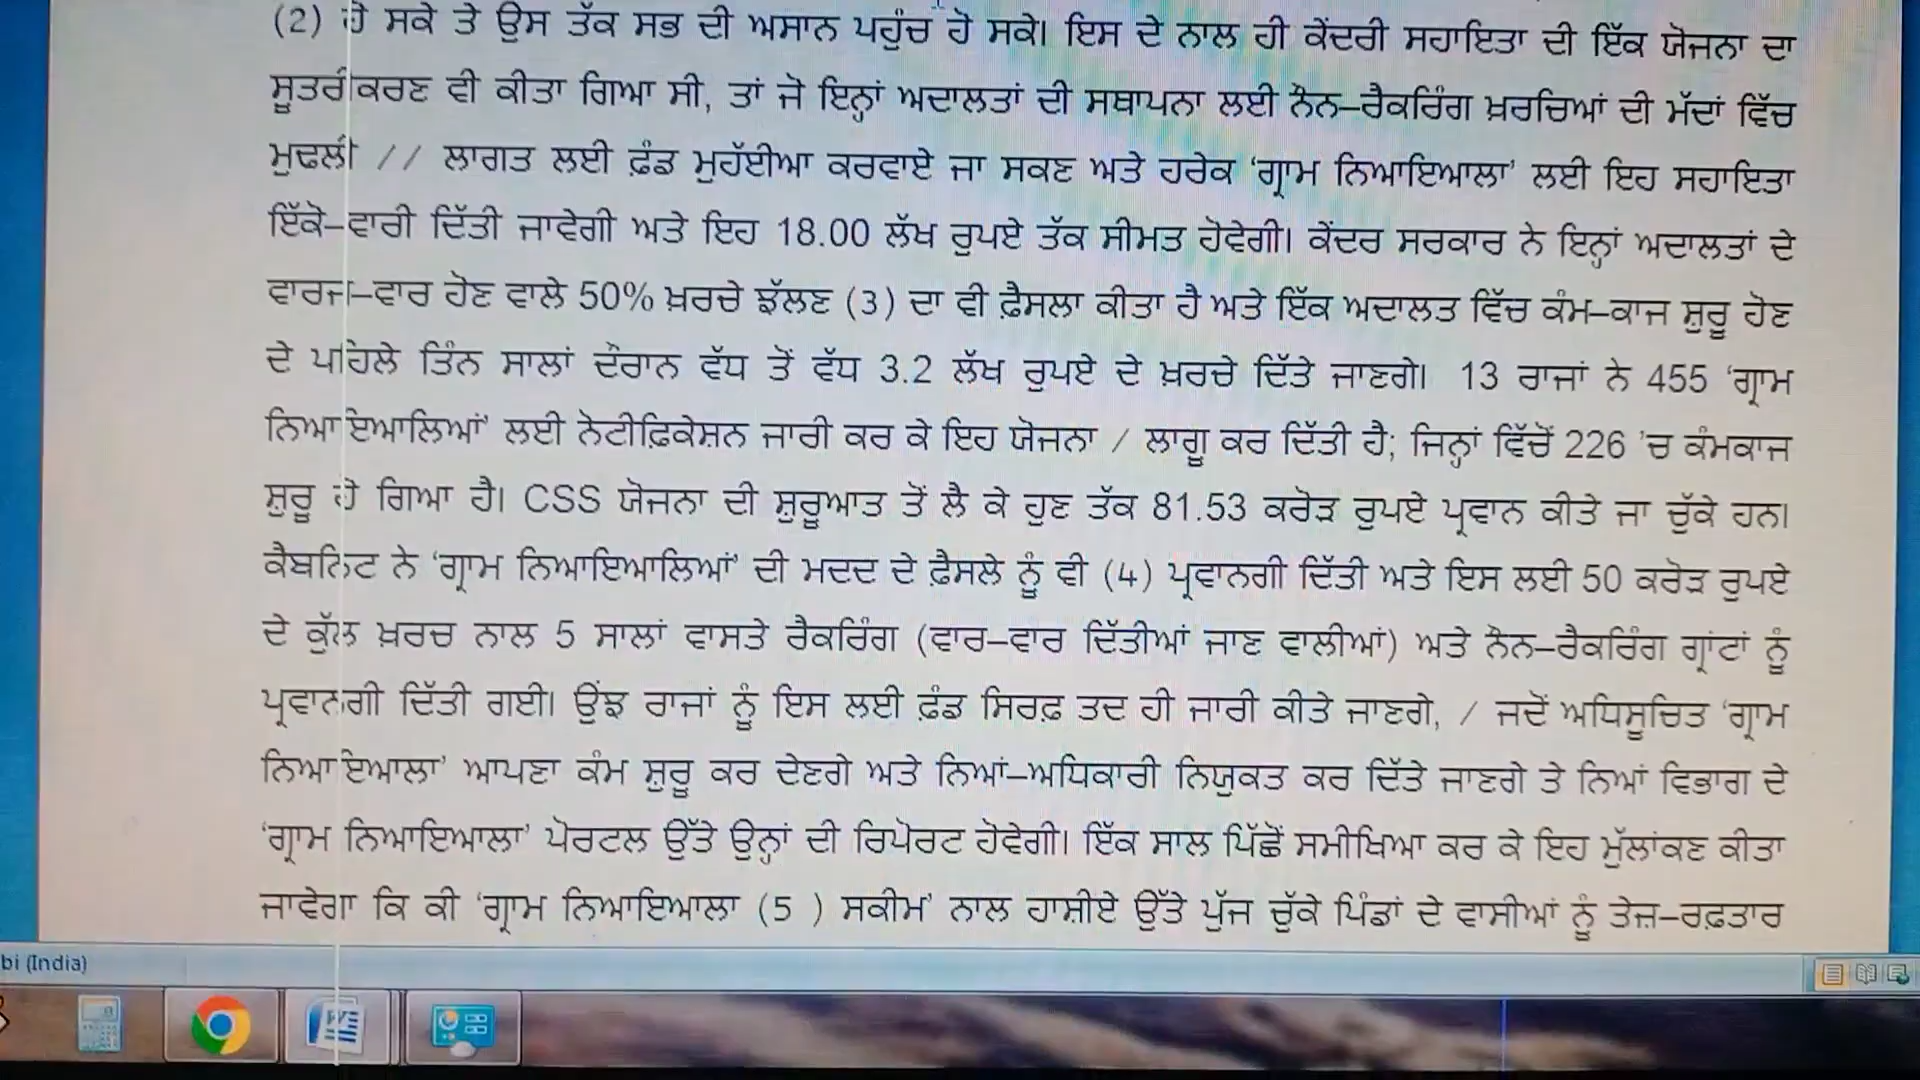 (2) ਹੋ ਸਕੇ ਤੇ ਉਸ ਤੱਕ ਸਭ ਦੀ ਅਸਾਨ ਪਹੁੰਚ ਹੋ ਸਕੇ। ਇਸ ਦੇ ਨਾਲ ਹੀ ਕੇਂਦਰੀ ਸਹਾਇਤਾ ਦੀ ਇੱਕ ਯੋਜਨਾ ਦਾ
ਸੂਤਰੀਕਰਣ ਵੀ ਕੀਤਾ ਗਿਆ ਸੀ, ਤਾਂ ਜੋ ਇਨ੍ਹਾਂ ਅਦਾਲਤਾਂ ਦੀ ਸਥਾਪਨਾ ਲਈ ਨੌਨ–ਰੈਕਰਿੰਗ ਖ਼ਰਚਿਆਂ ਦੀ ਮੱਦਾਂ ਵਿੱਚ
ਮੁਢਲੀ // ਲਾਗਤ ਲਈ ਫ਼ੰਡ ਮੁਹੱਈਆ ਕਰਵਾਏ ਜਾ ਸਕਣ ਅਤੇ ਹਰੇਕ ‘ਗ੍ਰਾਮ ਨਿਆਇਆਲਾ’ ਲਈ ਇਹ ਸਹਾਇਤਾ
ਇੱਕੋ–ਵਾਰੀ ਦਿੱਤੀ ਜਾਵੇਗੀ ਅਤੇ ਇਹ 18.00 ਲੱਖ ਰੁਪਏ ਤੱਕ ਸੀਮਤ ਹੋਵੇਗੀ। ਕੇਂਦਰ ਸਰਕਾਰ ਨੇ ਇਨ੍ਹਾਂ ਅਦਾਲਤਾਂ ਦੇ
–ਵਾਰ ਹੋਣ ਵਾਲੇ 50% ਖ਼ਰਚੇ ਝੱਲਣ (3) ਦਾ ਵੀ ਫ਼ੈਸਲਾ ਕੀਤਾ ਹੈ ਅਤੇ ਇੱਕ ਅਦਾਲਤ ਵਿੱਚ ਕੰਮ–ਕਾਜ ਸ਼ੁਰੂ ਹੋਣ
ਦੇ ਪਹਿਲੇ ਤਿੰਨ ਸਾਲਾਂ ਦੌਰਾਨ ਵੱਧ ਤੋਂ ਵੱਧ 3.2 ਲੱਖ ਰੁਪਏ ਦੇ ਖ਼ਰਚੇ ਦਿੱਤੇ ਜਾਣਗੇ। 13 ਰਾਜਾਂ ਨੇ 455 ‘ਗ੍ਰਾਮ
ਨਿਆਇਆਲਿਆਂ’ ਲਈ ਨੋਟੀਫ਼ਿਕੇਸ਼ਨ ਜਾਰੀ ਕਰ ਕੇ ਇਹ ਯੋਜਨਾ / ਲਾਗੂ ਕਰ ਦਿੱਤੀ ਹੈ; ਜਿਨ੍ਹਾਂ ਵਿੱਚੋਂ 226 ’ਚ ਕੰਮਕਾਜ
ਸ਼ੁਰੂ ਹੋ ਗਿਆ ਹੈ। CSS ਯੋਜਨਾ ਦੀ ਸ਼ੁਰੂਆਤ ਤੋਂ ਲੈ ਕੇ ਹੁਣ ਤੱਕ 81.53 ਕਰੋੜ ਰੁਪਏ ਪ੍ਰਵਾਨ ਕੀਤੇ ਜਾ ਚੁੱਕੇ ਹਨ।
ਕੈਬਨਿਟ ਨੇ ‘ਗ੍ਰਾਮ ਨਿਆਇਆਲਿਆਂ’ ਦੀ ਮਦਦ ਦੇ ਫ਼ੈਸਲੇ ਨੂੰ ਵੀ (4) ਪ੍ਰਵਾਨਗੀ ਦਿੱਤੀ ਅਤੇ ਇਸ ਲਈ 50 ਕਰੋੜ ਰੁਪਏ
ਦੇ ਕੁੱਲ ਖ਼ਰਚ ਨਾਲ 5 ਸਾਲਾਂ ਵਾਸਤੇ ਰੈਕਰਿੰਗ (ਵਾਰ–ਵਾਰ ਦਿੱਤੀਆਂ ਜਾਣ ਵਾਲੀਆਂ) ਅਤੇ ਨੌਨ–ਰੈਕਰਿੰਗ ਗ੍ਰਾਂਟਾਂ ਨੂੰ
ਪ੍ਰਵਾਨਗੀ ਦਿੱਤੀ ਗਈ। ਉਂਝ ਰਾਜਾਂ ਨੂੰ ਇਸ ਲਈ ਫ਼ੰਡ ਸਿਰਫ਼ ਤਦ ਹੀ ਜਾਰੀ ਕੀਤੇ ਜਾਣਗੇ, / ਜਦੋਂ ਅਧਿਸੂਚਿਤ ‘ਗ੍ਰਾਮ
ਨਿਆਇਆਲਾ’ ਆਪਣਾ ਕੰਮ ਸ਼ੁਰੂ ਕਰ ਦੇਣਗੇ ਅਤੇ ਨਿਆਂ–ਅਧਿਕਾਰੀ ਨਿਯੁਕਤ ਕਰ ਦਿੱਤੇ ਜਾਣਗੇ ਤੇ ਨਿਆਂ ਵਿਭਾਗ ਦੇ
‘ਗ੍ਰਾਮ ਨਿਆਇਆਲਾ’ ਪੋਰਟਲ ਉੱਤੇ ਉਨ੍ਹਾਂ ਦੀ ਰਿਪੋਰਟ ਹੋਵੇਗੀ। ਇੱਕ ਸਾਲ ਪਿੱਛੋਂ ਸਮੀਖਿਆ ਕਰ ਕੇ ਇਹ ਮੁੱਲਾਂਕਣ ਕੀਤਾ
ਜਾਵੇਗਾ ਕਿ ਕੀ ‘ਗ੍ਰਾਮ ਨਿਆਇਆਲਾ (5 ) ਸਕੀਮ’ ਨਾਲ ਹਾਸ਼ੀਏ ਉੱਤੇ ਪੁੱਜ ਚੁੱਕੇ ਪਿੰਡਾਂ ਦੇ ਵਾਸੀਆਂ ਨੂੰ ਤੇਜ਼–ਰਫ਼ਤਾਰ
bi (India)